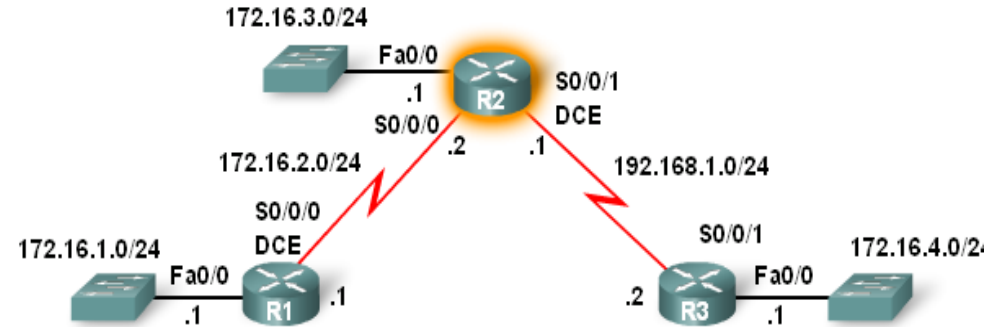 172.16.3.0/24
Fa0/0
S0/0/1
.1
R2
DCE
S0/0/0
.2
.1
172.16.2.0/24
192.168.1.0/24
S0/0/0
DCE
S0/0/1
172.16.1.0/24
172.16.4.0/24
Fa0/0
Fa0/0
.1
R1
.1
.2
R3
.1